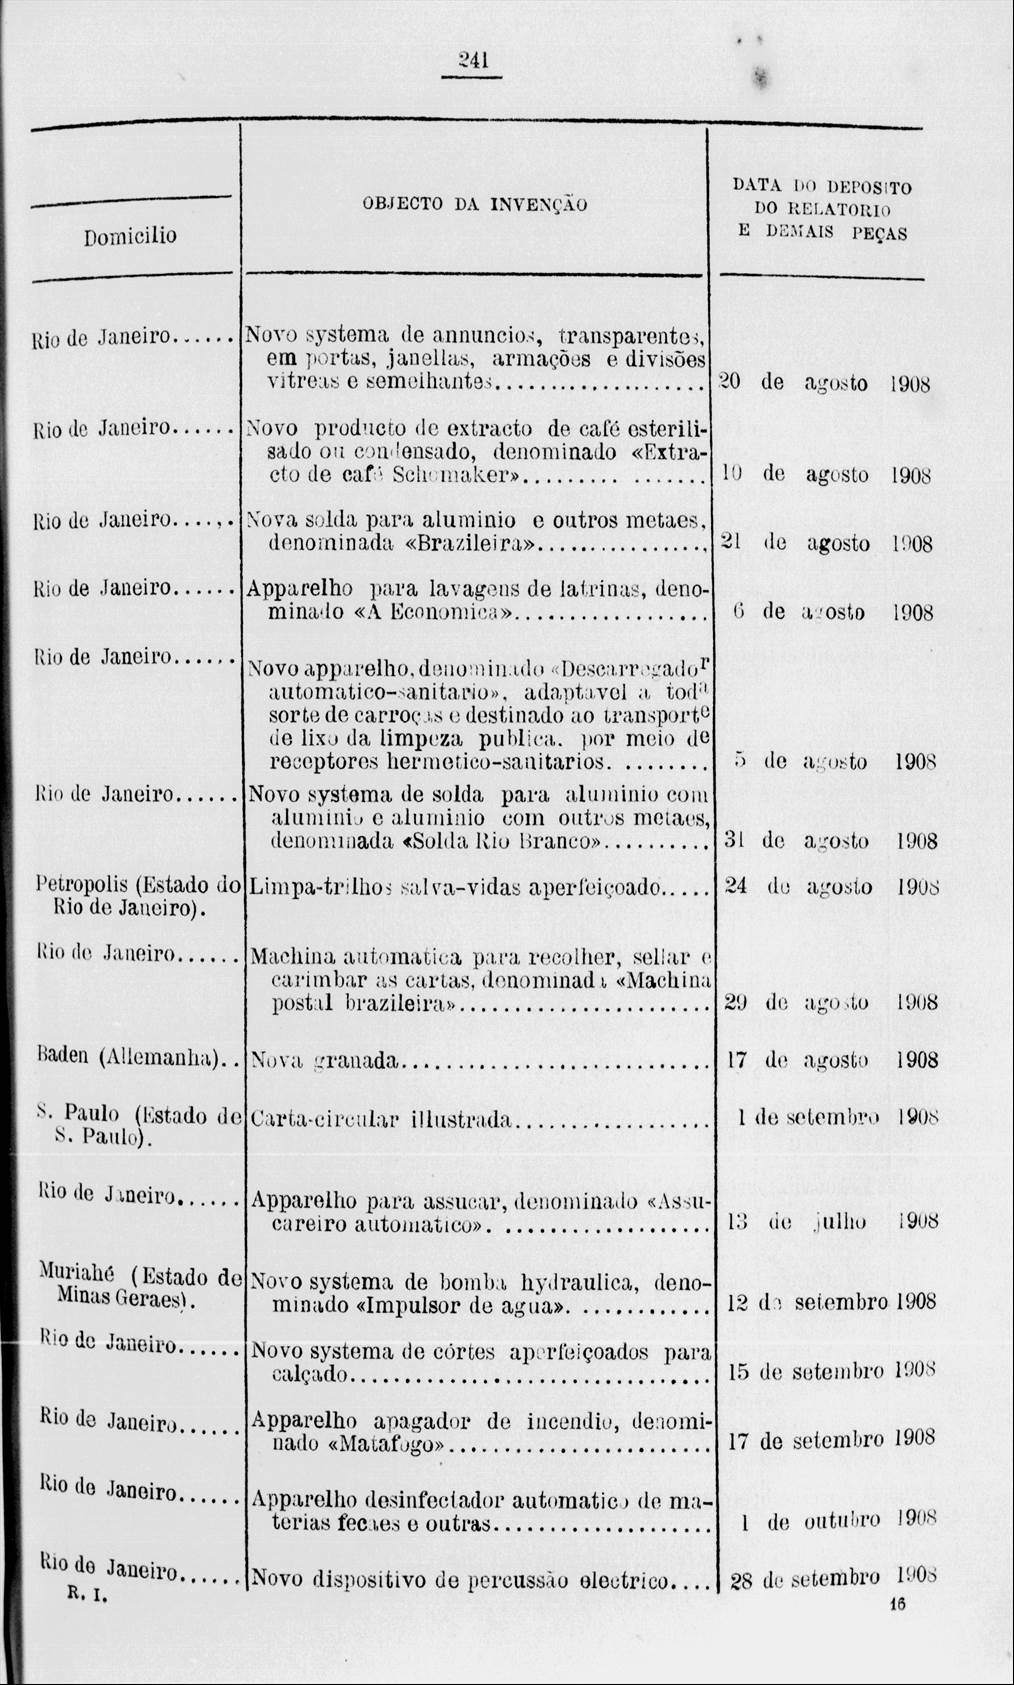 241
Domicilio
OBJECTO DA INVENÇÃO
DATA DO DEPOSITO
DO RELATORIO
E DEMAIS PEÇAS
Rio de Janeiro......
Novo systema de annuncios, transparentes,
em portas, janellas, armações e divisões
vitreas e semelhantes....................
20 de agosto 1908
Rio de Janeiro......
Novo producto de extracto de café esterili-
sado ou condensado, denominado «Extra-
cto de café Schomaker»......... .......
10 de agosto 1908
Rio de Janeiro......
Nova solda para aluminio e outros metaes,
denominada «Brazileira»................
21 de agosto 1908
Rio de Janeiro......
Apparelho para lavagens de latrinas, deno-
minado «A Economica»..................
6 de agosto 1908
Rio de Janeiro......
Novo apparelho, denominado «Descarregador
automatico-sanitario», adaptavel a toda
sorte de carroças e destinado ao transporte
de lixo da limpeza publica, por meio de
receptores hermetico-sanitarios. ........
5 de agosto 1908
Rio de Janeiro......
Novo systema de solda para aluminio com
aluminio e aluminio com outros metaes,
denominada «Solda Rio Branco»..........
31 de agosto 1908
Petropolis (Estado do
Rio de Janeiro).
Limpa-trilhos salva-vidas aperfeiçoado.....
24 de agosto 1908
Rio de Janeiro......
Machina automatica para recolher, sellar e
carimbar as cartas, denominada «Machina
postal brazileira».......................
29 de agosto 1908
Baden (Allemanha)..
Nova granada............................
17 de agosto 1908
S. Paulo (Estado de
S. Paulo).
Carta-circular illustrada..................
1 de setembro 1908
Rio de Janeiro......
Apparelho para assucar, denominado «Assu-
careiro automatico». ...................
13 de julho 1908
Muriahé (Estado de
Minas Geraes).
Novo systema de bomba hydraulica, deno-
minado «Impulsor de agua». ............
12 de setembro 1908
Rio de Janeiro......
Novo systema de córtes aperfeiçoados para
calçado.................................
15 de setembro 1908
Rio de Janeiro......
Apparelho apagador de incendio, denomi-
nado «Matafogo»........................
17 de setembro 1908
Rio de Janeiro......
Apparelho desinfectador automatico de ma-
terias fecaes e outras....................
1 de outubro 1908
Rio de Janeiro......
Novo dispositivo de percussão electrico....
28 de setembro 1908
R. I.
16